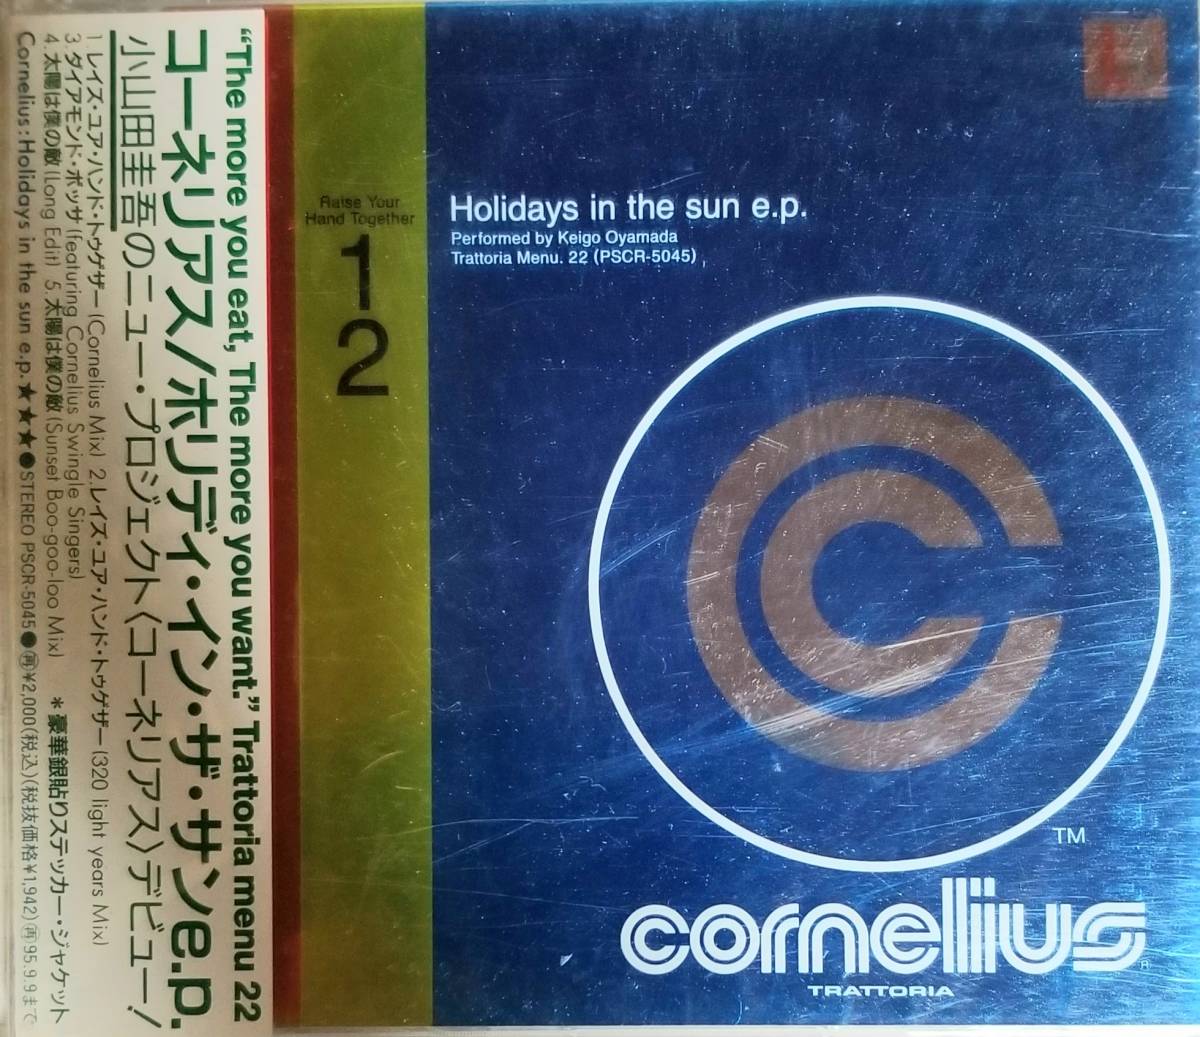 “The more you eat, The more you want.” Trattoria menu 22
コーネリアス/ホリデイ・イン・ザ・サンe.p.
小山田圭吾のニュー・プロジェクト〈コーネリアス〉デビュー！
1.レイズ・ユア・ハンド・トゥゲザー(Cornelius Mix) 2.レイズ・ユア・ハンド・トゥゲザー(320 light years Mix)
3.ダイアモンド・ボッサ(featuring Cornelius Swingle Singers)
4.太陽は僕の敵(Long Edit) 5.太陽は僕の敵(Sunset Boo-goo-loo Mix)
*豪華銀貼りステッカー・ジャケット
Cornelius:Holidays in the sun e.p.★★★●STEREO PSCR-5045●再¥2,000(税込)(税抜価格¥1,942)再95.9.9まで
Raise Your
Hand Together
1-2
Holidays in the sun e.p.
Performed by Keigo Oyamada
Trattoria Menu. 22 (PSCR-5045)
TM
cornelius
R
TRATTORIA